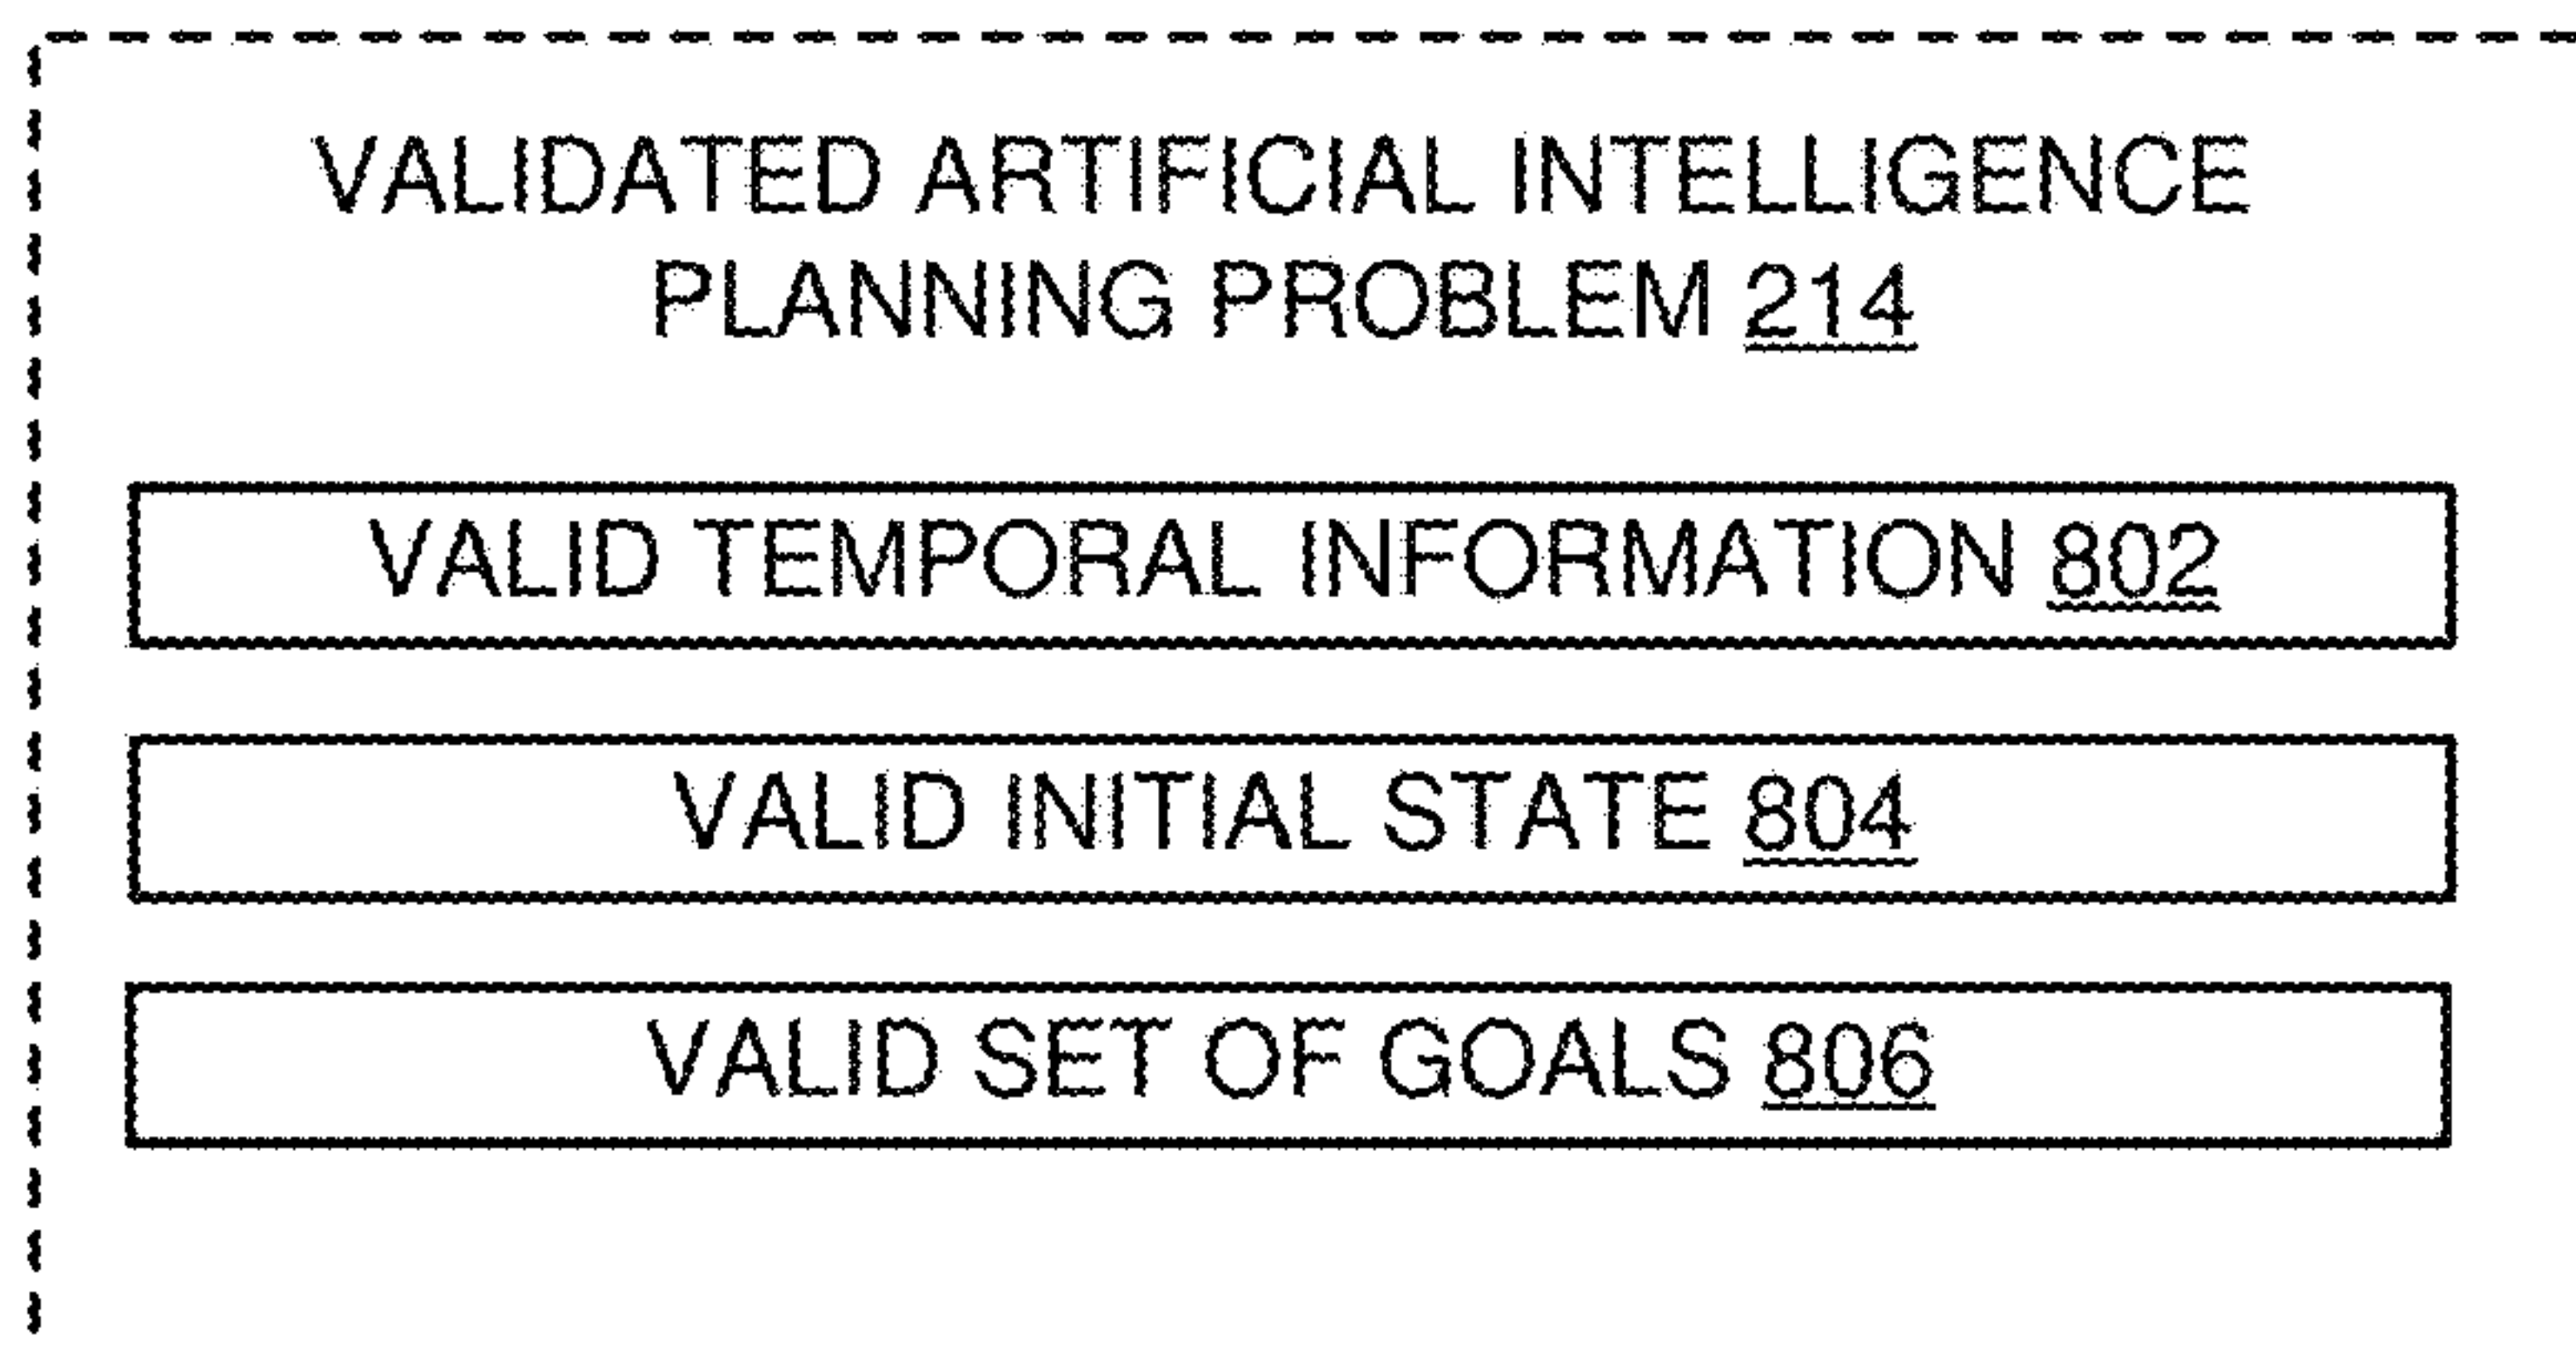 VALIDATED ARTIFICIAL INTELLIGENCE
PLANNING PROBLEM 214
VALID TEMPORAL INFORMATION 802
VALID INITIAL STATE 804
VALID SET OF GOALS 806